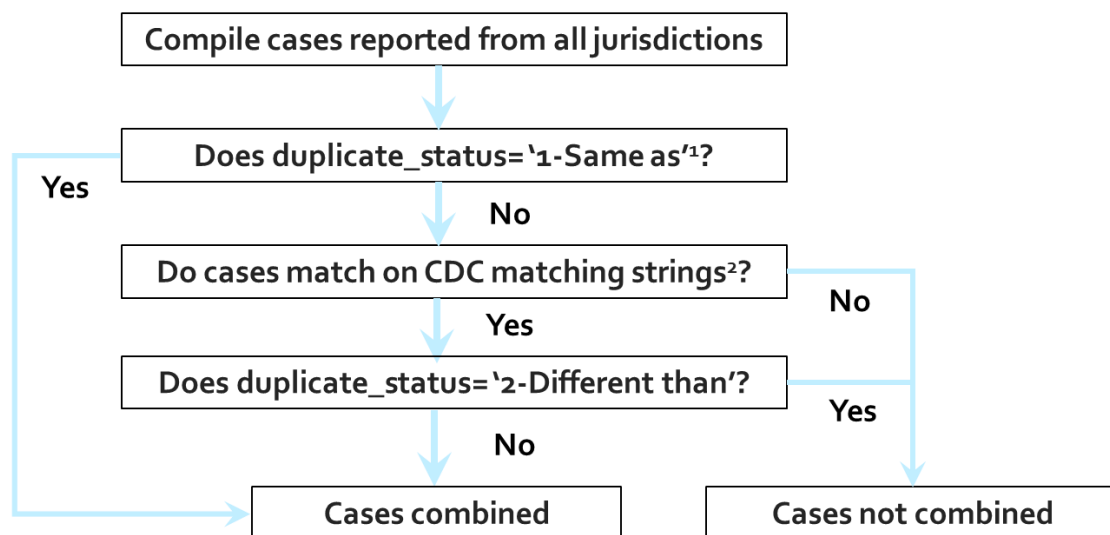 Compile cases reported from all jurisdictions
Does duplicate_status=‘1-Same as’¹?
Yes
No
Do cases match on CDC matching strings²?
No
Yes
Does duplicate_status=‘2-Different than’?
Yes
No
Cases combined
Cases not combined